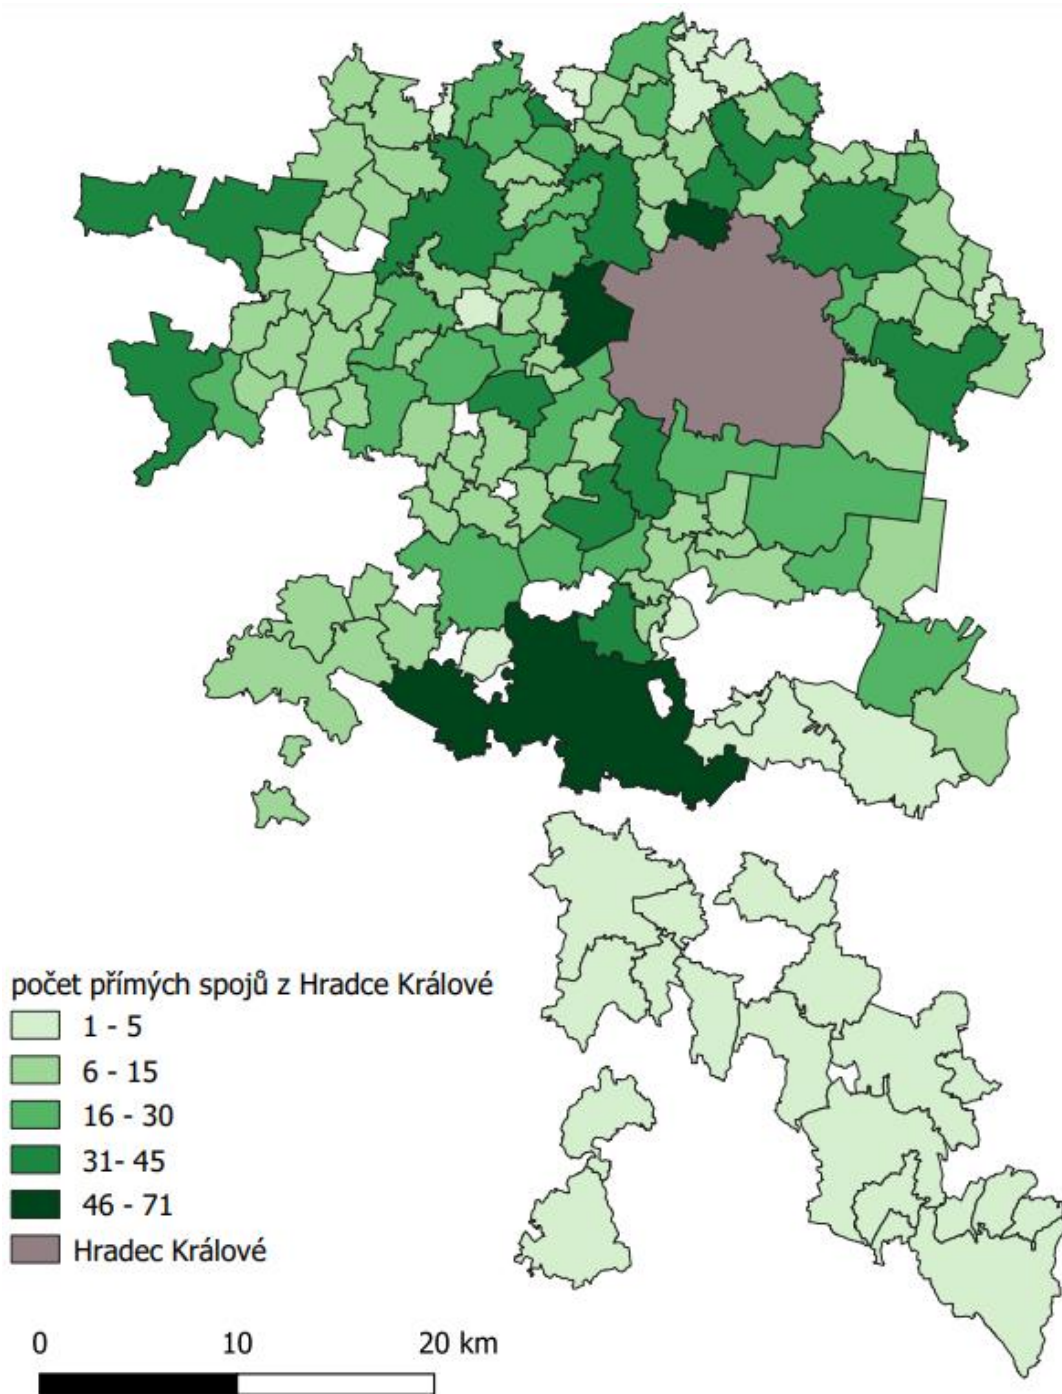 počet přímých spojů z Hradce Králové
1 - 5
6 - 15
16 - 30
31- 45
46 - 71
Hradec Králové
0 10 20 km